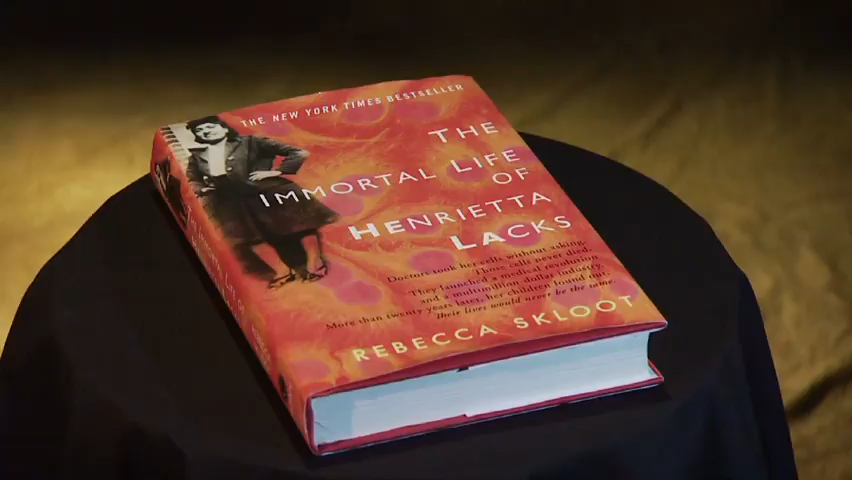 THE NEW YORK TIMES BESTSELLER
THE
IMMORTAL LIFE
OF
HENRIETTA
LACKS
Doctors took her cells without asking.
Those cells never died.
They launched a medical revolution
and a multimillion-dollar industry.
More than twenty years later, her children found out.
Their lives would never be the same.
REBECCA SKLOOT